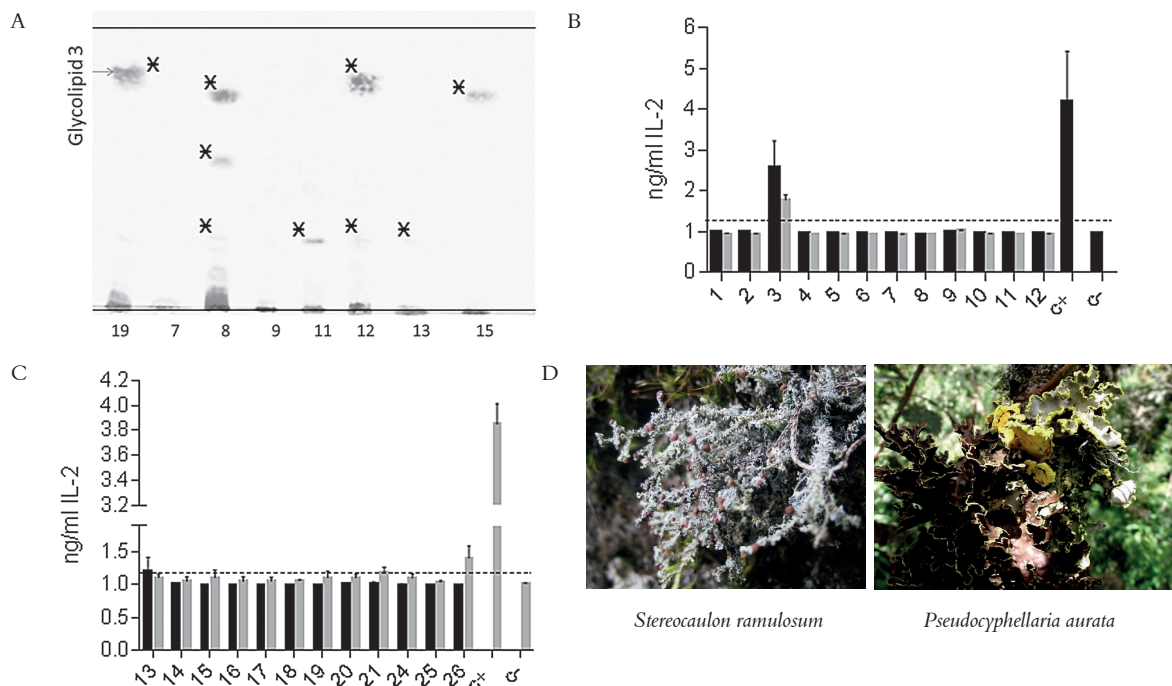 A
Glycolipid 3
19 7 8 9 11 12 13 15
B
ng/ml IL-2
6
5
4
3
2
1
0
1 2 3 4 5 6 7 8 9 10 11 12 c+ c-
C
ng/ml IL-2
4.2
4.0
3.8
3.6
3.4
3.2
1.5
1.0
0.5
0.0
13 14 15 16 17 18 19 20 21 24 25 26 c+ c-
D
Stereocaulon ramulosum
Pseudocyphellaria aurata